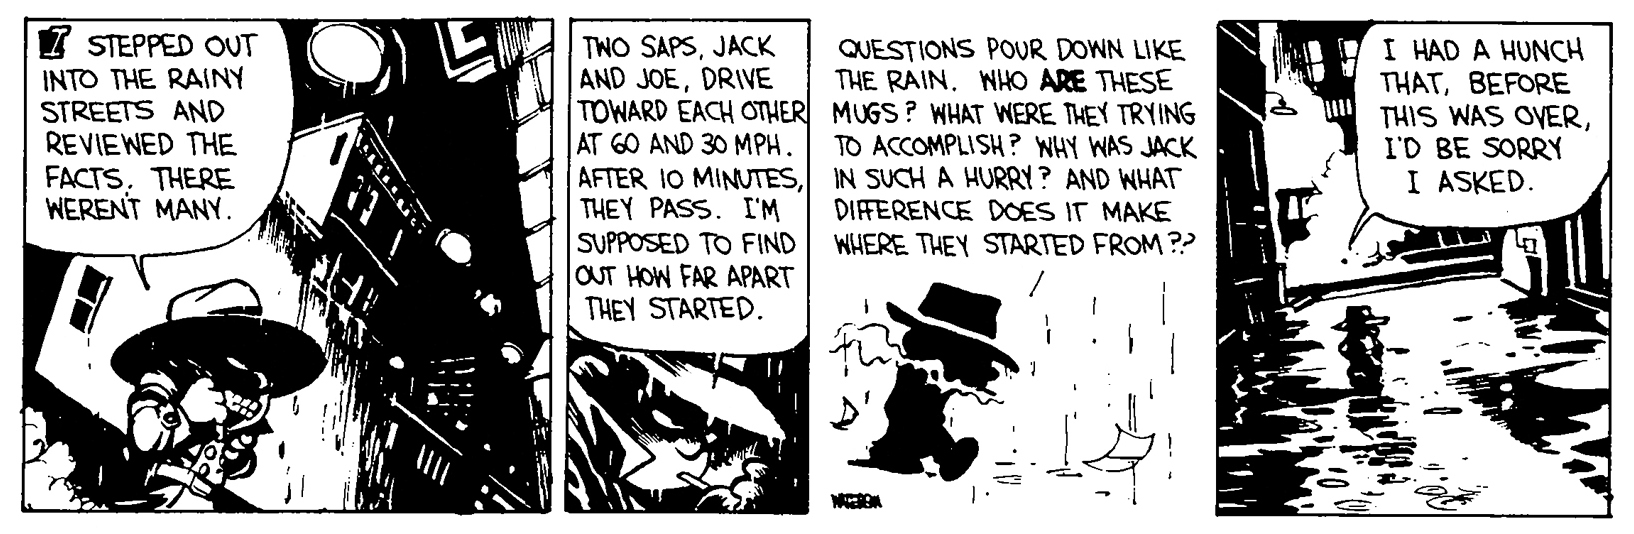 I STEPPED OUT
INTO THE RAINY
STREETS AND
REVIEWED THE
FACTS. THERE
WEREN'T MANY.
TWO SAPS, JACK
AND JOE, DRIVE
TOWARD EACH OTHER
AT 60 AND 30 MPH.
AFTER 10 MINUTES,
THEY PASS. I'M
SUPPOSED TO FIND
OUT HOW FAR APART
THEY STARTED.
QUESTIONS POUR DOWN LIKE
THE RAIN. WHO ARE THESE
MUGS? WHAT WERE THEY TRYING
TO ACCOMPLISH? WHY WAS JACK
IN SUCH A HURRY? AND WHAT
DIFFERENCE DOES IT MAKE
WHERE THEY STARTED FROM??
WATTERSON
I HAD A HUNCH
THAT, BEFORE
THIS WAS OVER,
I'D BE SORRY
I ASKED.